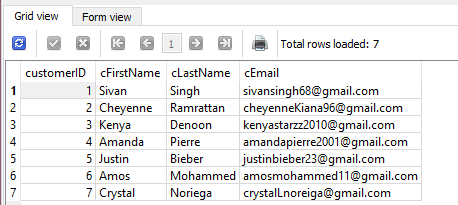 Grid view Form view
1 Total rows loaded: 7
customerID cFirstName cLastName cEmail
1 1 Sivan Singh sivansingh68@gmail.com
2 2 Cheyenne Ramrattan cheyenneKiana96@gmail.com
3 3 Kenya Denoon kenyastarzz2010@gmail.com
4 4 Amanda Pierre amandapierre2001@gmail.com
5 5 Justin Bieber justinbieber23@gmail.com
6 6 Amos Mohammed amosmohammed11@gmail.com
7 7 Crystal Noriega crystalLnoreiga@gmail.com